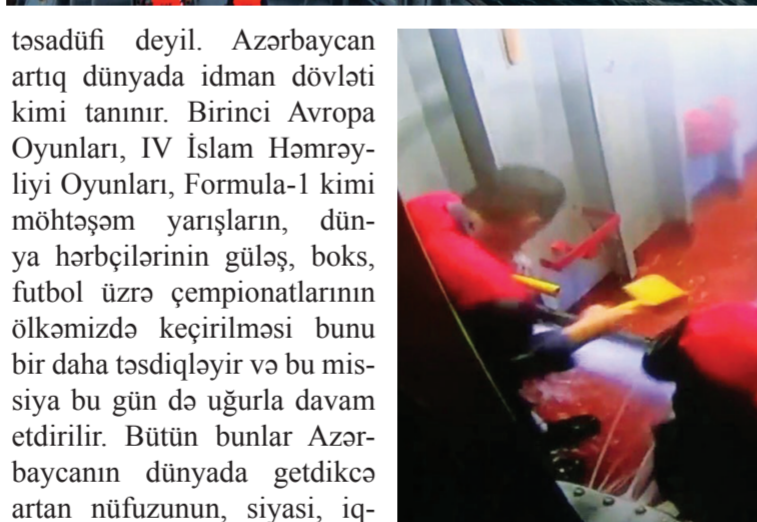 təsadüfi deyil. Azərbaycan
artıq dünyada idman dövləti
kimi tanınır. Birinci Avropa
Oyunları, IV İslam Həmrəy-
liyi Oyunları, Formula-1 kimi
möhtəşəm yarışların, dün-
ya hərbçilərinin güləş, boks,
futbol üzrə çempionatlarının
ölkəmizdə keçirilməsi bunu
bir daha təsdiqləyir və bu mis-
siya bu gün də uğurla davam
etdirilir. Bütün bunlar Azər-
baycanın dünyada getdikcə
artan nüfuzunun, siyasi, iq-